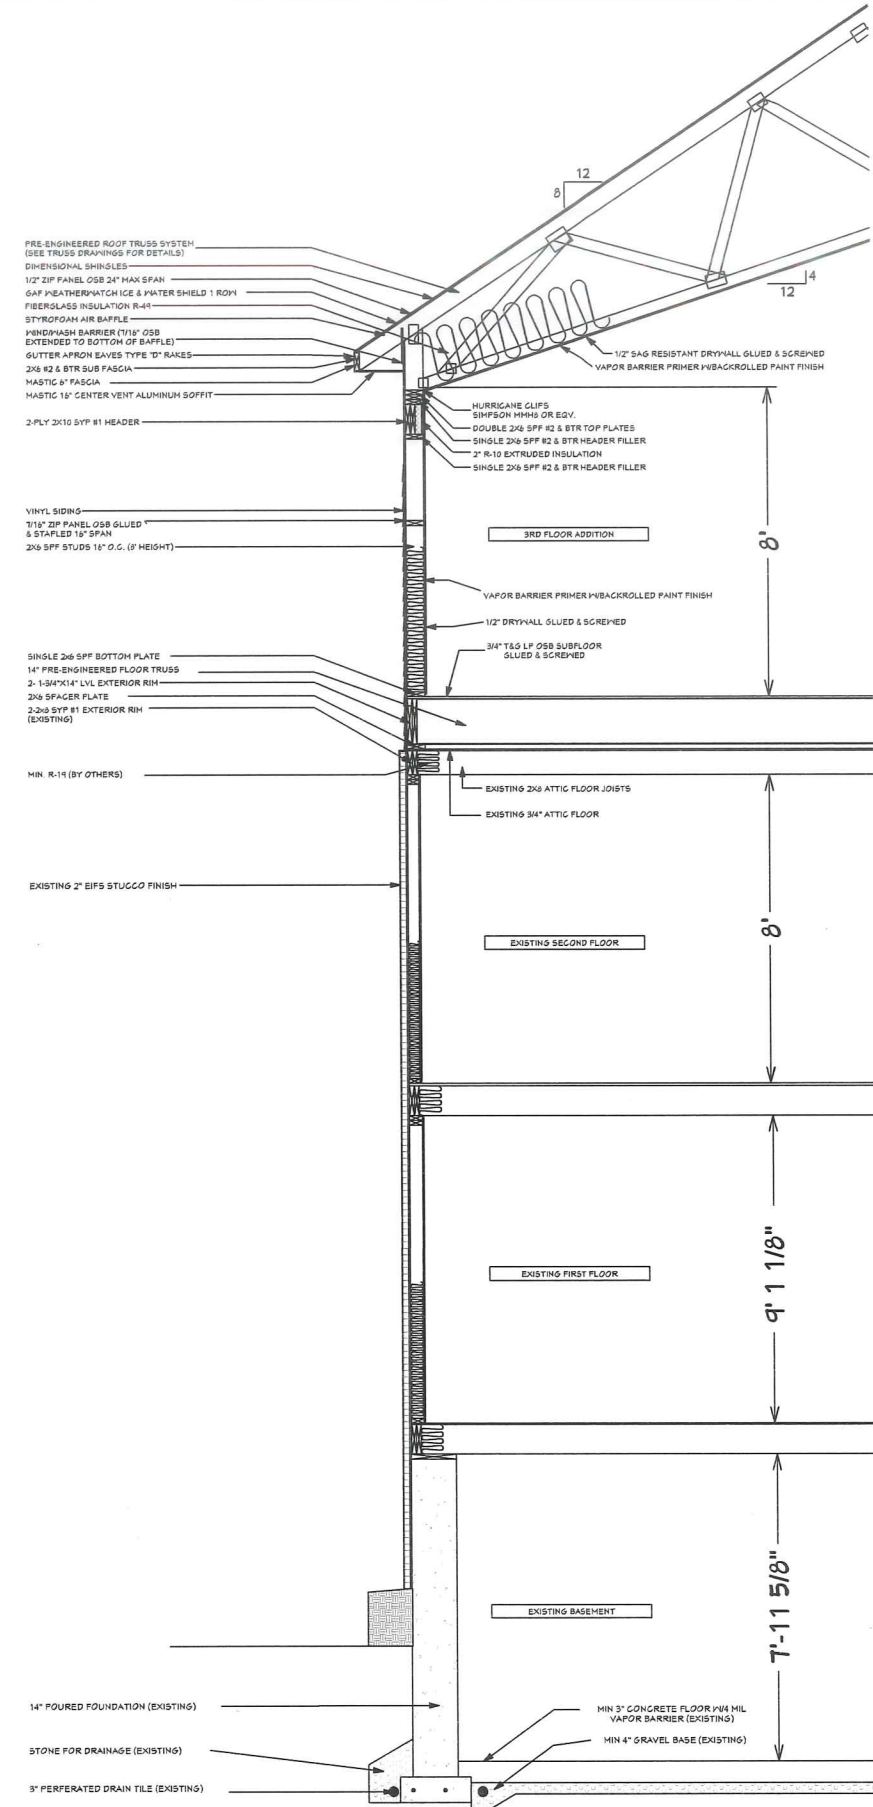 12
8
PRE-ENGINEERED ROOF TRUSS SYSTEM
(SEE TRUSS DRAWINGS FOR DETAILS)
DIMENSIONAL SHINGLES
1/2" ZIP PANEL OSB 24" MAX SPAN
GAF WEATHERWATCH ICE & WATER SHIELD 1 ROW
FIBERGLASS INSULATION R-49
STYROFOAM AIR BAFFLE
WINDWASH BARRIER (7/16" OSB
EXTENDED TO BOTTOM OF BAFFLE)
GUTTER APRON EAVES TYPE "D" RAKES
2X6 #2 & BTR SUB FASCIA
MASTIC 6" FASCIA
MASTIC 16" CENTER VENT ALUMINUM SOFFIT
2-PLY 2X10 SYP #1 HEADER
4
12
1/2" SAG RESISTANT DRYWALL GLUED & SCREWED
VAPOR BARRIER PRIMER W/BACKROLLED PAINT FINISH
HURRICANE CLIPS
SIMPSON MMH6 OR EQV.
DOUBLE 2X6 SPF #2 & BTR TOP PLATES
SINGLE 2X6 SPF #2 & BTR HEADER FILLER
2" R-10 EXTRUDED INSULATION
SINGLE 2X6 SPF #2 & BTR HEADER FILLER
VINYL SIDING
7/16" ZIP PANEL OSB GLUED
& STAPLED 16" SPAN
2X6 SPF STUDS 16" O.C. (8' HEIGHT)
3RD FLOOR ADDITION
8'
VAPOR BARRIER PRIMER W/BACKROLLED PAINT FINISH
1/2" DRYWALL GLUED & SCREWED
3/4" T&G LP OSB SUBFLOOR
GLUED & SCREWED
SINGLE 2x6 SPF BOTTOM PLATE
14" PRE-ENGINEERED FLOOR TRUSS
2- 1-3/4"X14" LVL EXTERIOR RIM
2X6 SPACER PLATE
2-2x8 SYP #1 EXTERIOR RIM
(EXISTING)
MIN. R-19 (BY OTHERS)
EXISTING 2X8 ATTIC FLOOR JOISTS
EXISTING 3/4" ATTIC FLOOR
EXISTING 2" EIFS STUCCO FINISH
EXISTING SECOND FLOOR
8'
EXISTING FIRST FLOOR
9' 1 1/8"
EXISTING BASEMENT
7'-11 5/8"
14" POURED FOUNDATION (EXISTING)
STONE FOR DRAINAGE (EXISTING)
3" PERFERATED DRAIN TILE (EXISTING)
MIN 3" CONCRETE FLOOR W/4 MIL
VAPOR BARRIER (EXISTING)
MIN 4" GRAVEL BASE (EXISTING)